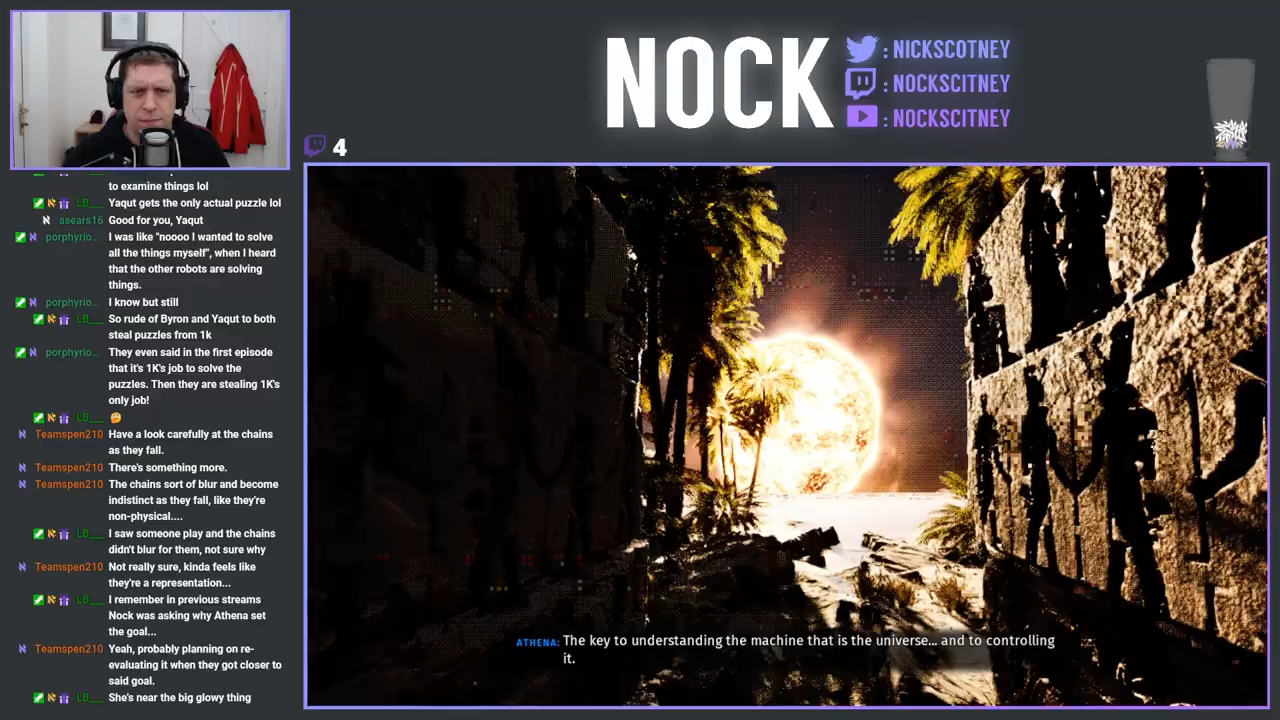 NOCK
: NICKSCOTNEY
: NOCKSCITNEY
: NOCKSCITNEY
4
to examine things lol
LB___ Yaqut gets the only actual puzzle lol
asears16 Good for you, Yaqut
porphyrio... I was like "noooo I wanted to solve
all the things myself", when I heard
that the other robots are solving
things.
porphyrio... I know but still
LB___ So rude of Byron and Yaqut to both
steal puzzles from 1k
porphyrio... They even said in the first episode
that it's 1K's job to solve the
puzzles. Then they are stealing 1K's
only job!
LB___
Teamspen210 Have a look carefully at the chains
as they fall.
Teamspen210 There's something more.
Teamspen210 The chains sort of blur and become
indistinct as they fall, like they're
non-physical....
LB___ I saw someone play and the chains
didn't blur for them, not sure why
Teamspen210 Not really sure, kinda feels like
they're a representation...
LB___ I remember in previous streams
Nock was asking why Athena set
the goal...
Teamspen210 Yeah, probably planning on re-
evaluating it when they got closer to
said goal.
LB___ She's near the big glowy thing
ATHENA: The key to understanding the machine that is the universe... and to controlling
it.